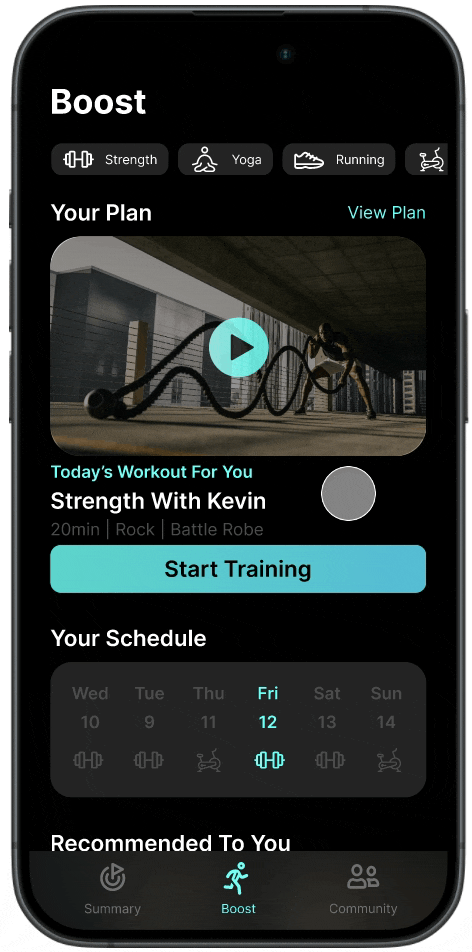 Boost
Strength Yoga Running
Your Plan View Plan
Today's Workout For You
Strength With Kevin
20min | Rock | Battle Robe
Start Training
Your Schedule
Wed Tue Thu Fri Sat Sun
10 9 11 12 13 14
Recommended To You
Summary Boost Community